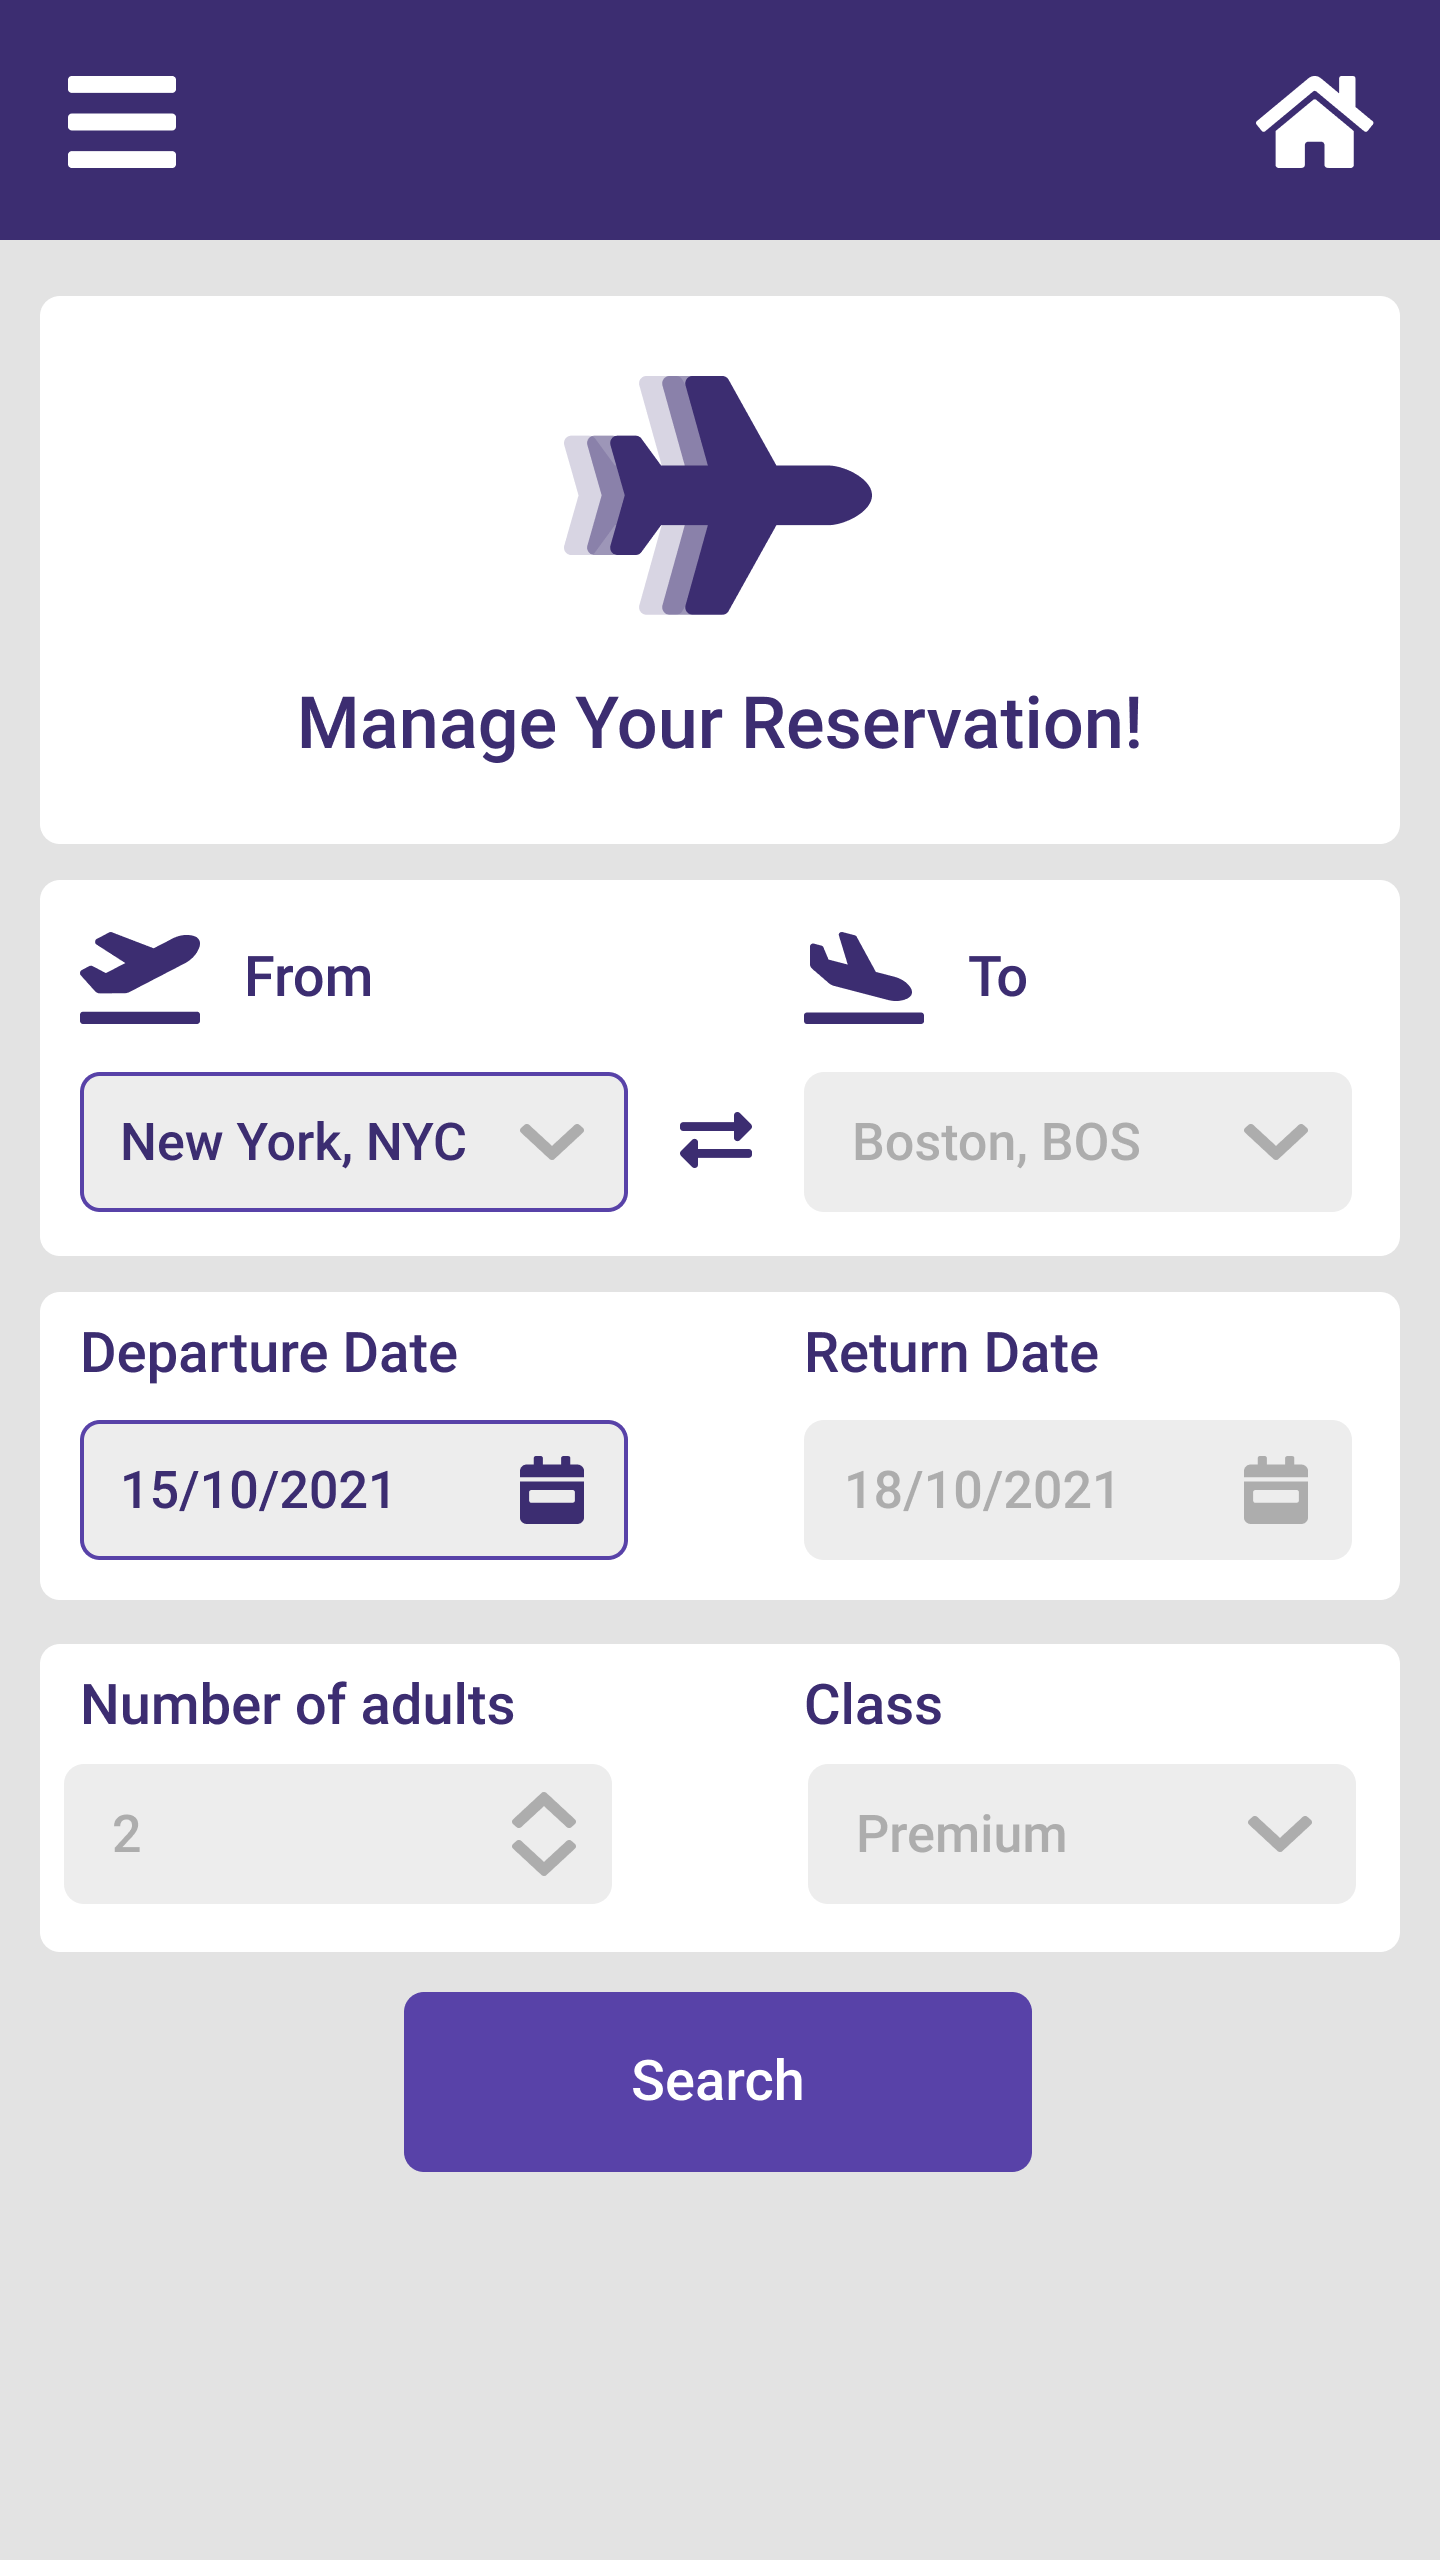 Manage Your Reservation!
From
To
New York, NYC
Boston, BOS
Departure Date
Return Date
15/10/2021
18/10/2021
Number of adults
Class
2
Premium
Search